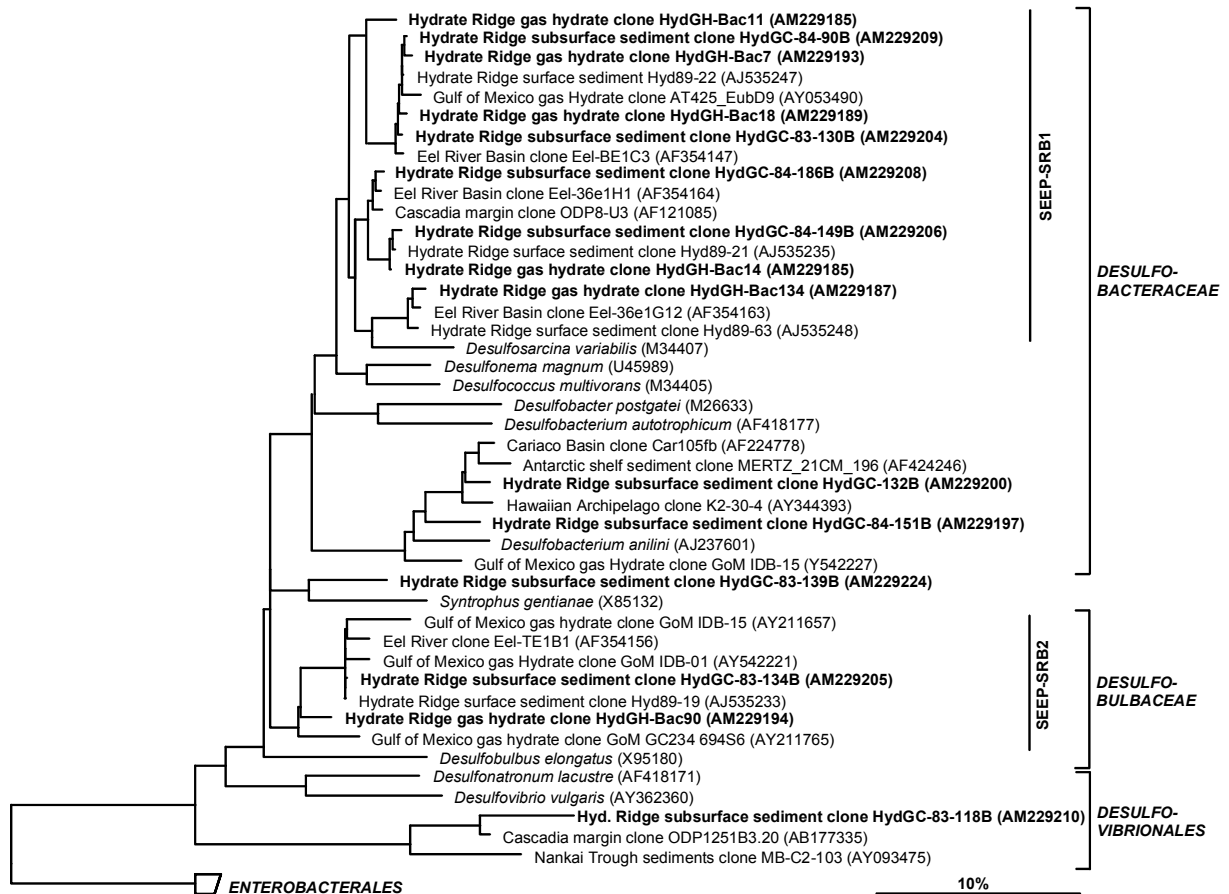 Hydrate Ridge gas hydrate clone HydGH-Bac11 (AM229185)
Hydrate Ridge subsurface sediment clone HydGC-84-90B (AM229209)
Hydrate Ridge gas hydrate clone HydGH-Bac7 (AM229193)
Hydrate Ridge surface sediment Hyd89-22 (AJ535247)
Gulf of Mexico gas Hydrate clone AT425_EubD9 (AY053490)
Hydrate Ridge gas hydrate clone HydGH-Bac18 (AM229189)
Hydrate Ridge subsurface sediment clone HydGC-83-130B (AM229204)
Eel River Basin clone Eel-BE1C3 (AF354147)
Hydrate Ridge subsurface sediment clone HydGC-84-186B (AM229208)
Eel River Basin clone Eel-36e1H1 (AF354164)
Cascadia margin clone ODP8-U3 (AF121085)
Hydrate Ridge subsurface sediment clone HydGC-84-149B (AM229206)
Hydrate Ridge surface sediment clone Hyd89-21 (AJ535235)
Hydrate Ridge gas hydrate clone HydGH-Bac14 (AM229185)
Hydrate Ridge gas hydrate clone HydGH-Bac134 (AM229187)
Eel River Basin clone Eel-36e1G12 (AF354163)
Hydrate Ridge surface sediment clone Hyd89-63 (AJ535248)
Desulfosarcina variabilis (M34407)
Desulfonema magnum (U45989)
Desulfococcus multivorans (M34405)
Desulfobacter postgatei (M26633)
Desulfobacterium autotrophicum (AF418177)
Cariaco Basin clone Car105fb (AF224778)
Antarctic shelf sediment clone MERTZ_21CM_196 (AF424246)
Hydrate Ridge subsurface sediment clone HydGC-132B (AM229200)
Hawaiian Archipelago clone K2-30-4 (AY344393)
Hydrate Ridge subsurface sediment clone HydGC-84-151B (AM229197)
Desulfobacterium anilini (AJ237601)
Gulf of Mexico gas Hydrate clone GoM IDB-15 (Y542227)
Hydrate Ridge subsurface sediment clone HydGC-83-139B (AM229224)
Syntrophus gentianae (X85132)
Gulf of Mexico gas hydrate clone GoM IDB-15 (AY211657)
Eel River clone Eel-TE1B1 (AF354156)
Gulf of Mexico gas Hydrate clone GoM IDB-01 (AY542221)
Hydrate Ridge subsurface sediment clone HydGC-83-134B (AM229205)
Hydrate Ridge surface sediment clone Hyd89-19 (AJ535233)
Hydrate Ridge gas hydrate clone HydGH-Bac90 (AM229194)
Gulf of Mexico gas hydrate clone GoM GC234 694S6 (AY211765)
Desulfobulbus elongatus (X95180)
Desulfonatronum lacustre (AF418171)
Desulfovibrio vulgaris (AY362360)
Hyd. Ridge subsurface sediment clone HydGC-83-118B (AM229210)
Cascadia margin clone ODP1251B3.20 (AB177335)
Nankai Trough sediments clone MB-C2-103 (AY093475)
ENTEROBACTERALES
10%
SEEP-SRB1
DESULFO-
BACTERACEAE
SEEP-SRB2
DESULFO-
BULBACEAE
DESULFO-
VIBRIONALES